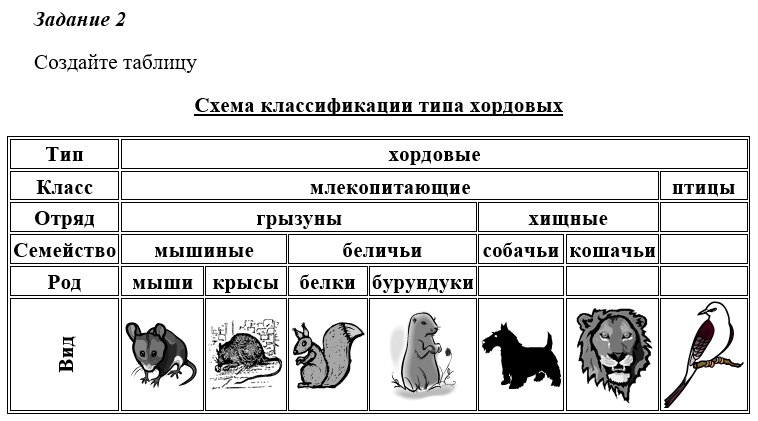 Задание 2
Создайте таблицу
Схема классификации типа хордовых
Тип хордовые
Класс млекопитающие птицы
Отряд грызуны хищные
Семейство мышиные беличьи собачьи кошачьи
Род мыши крысы белки бурундуки
Вид